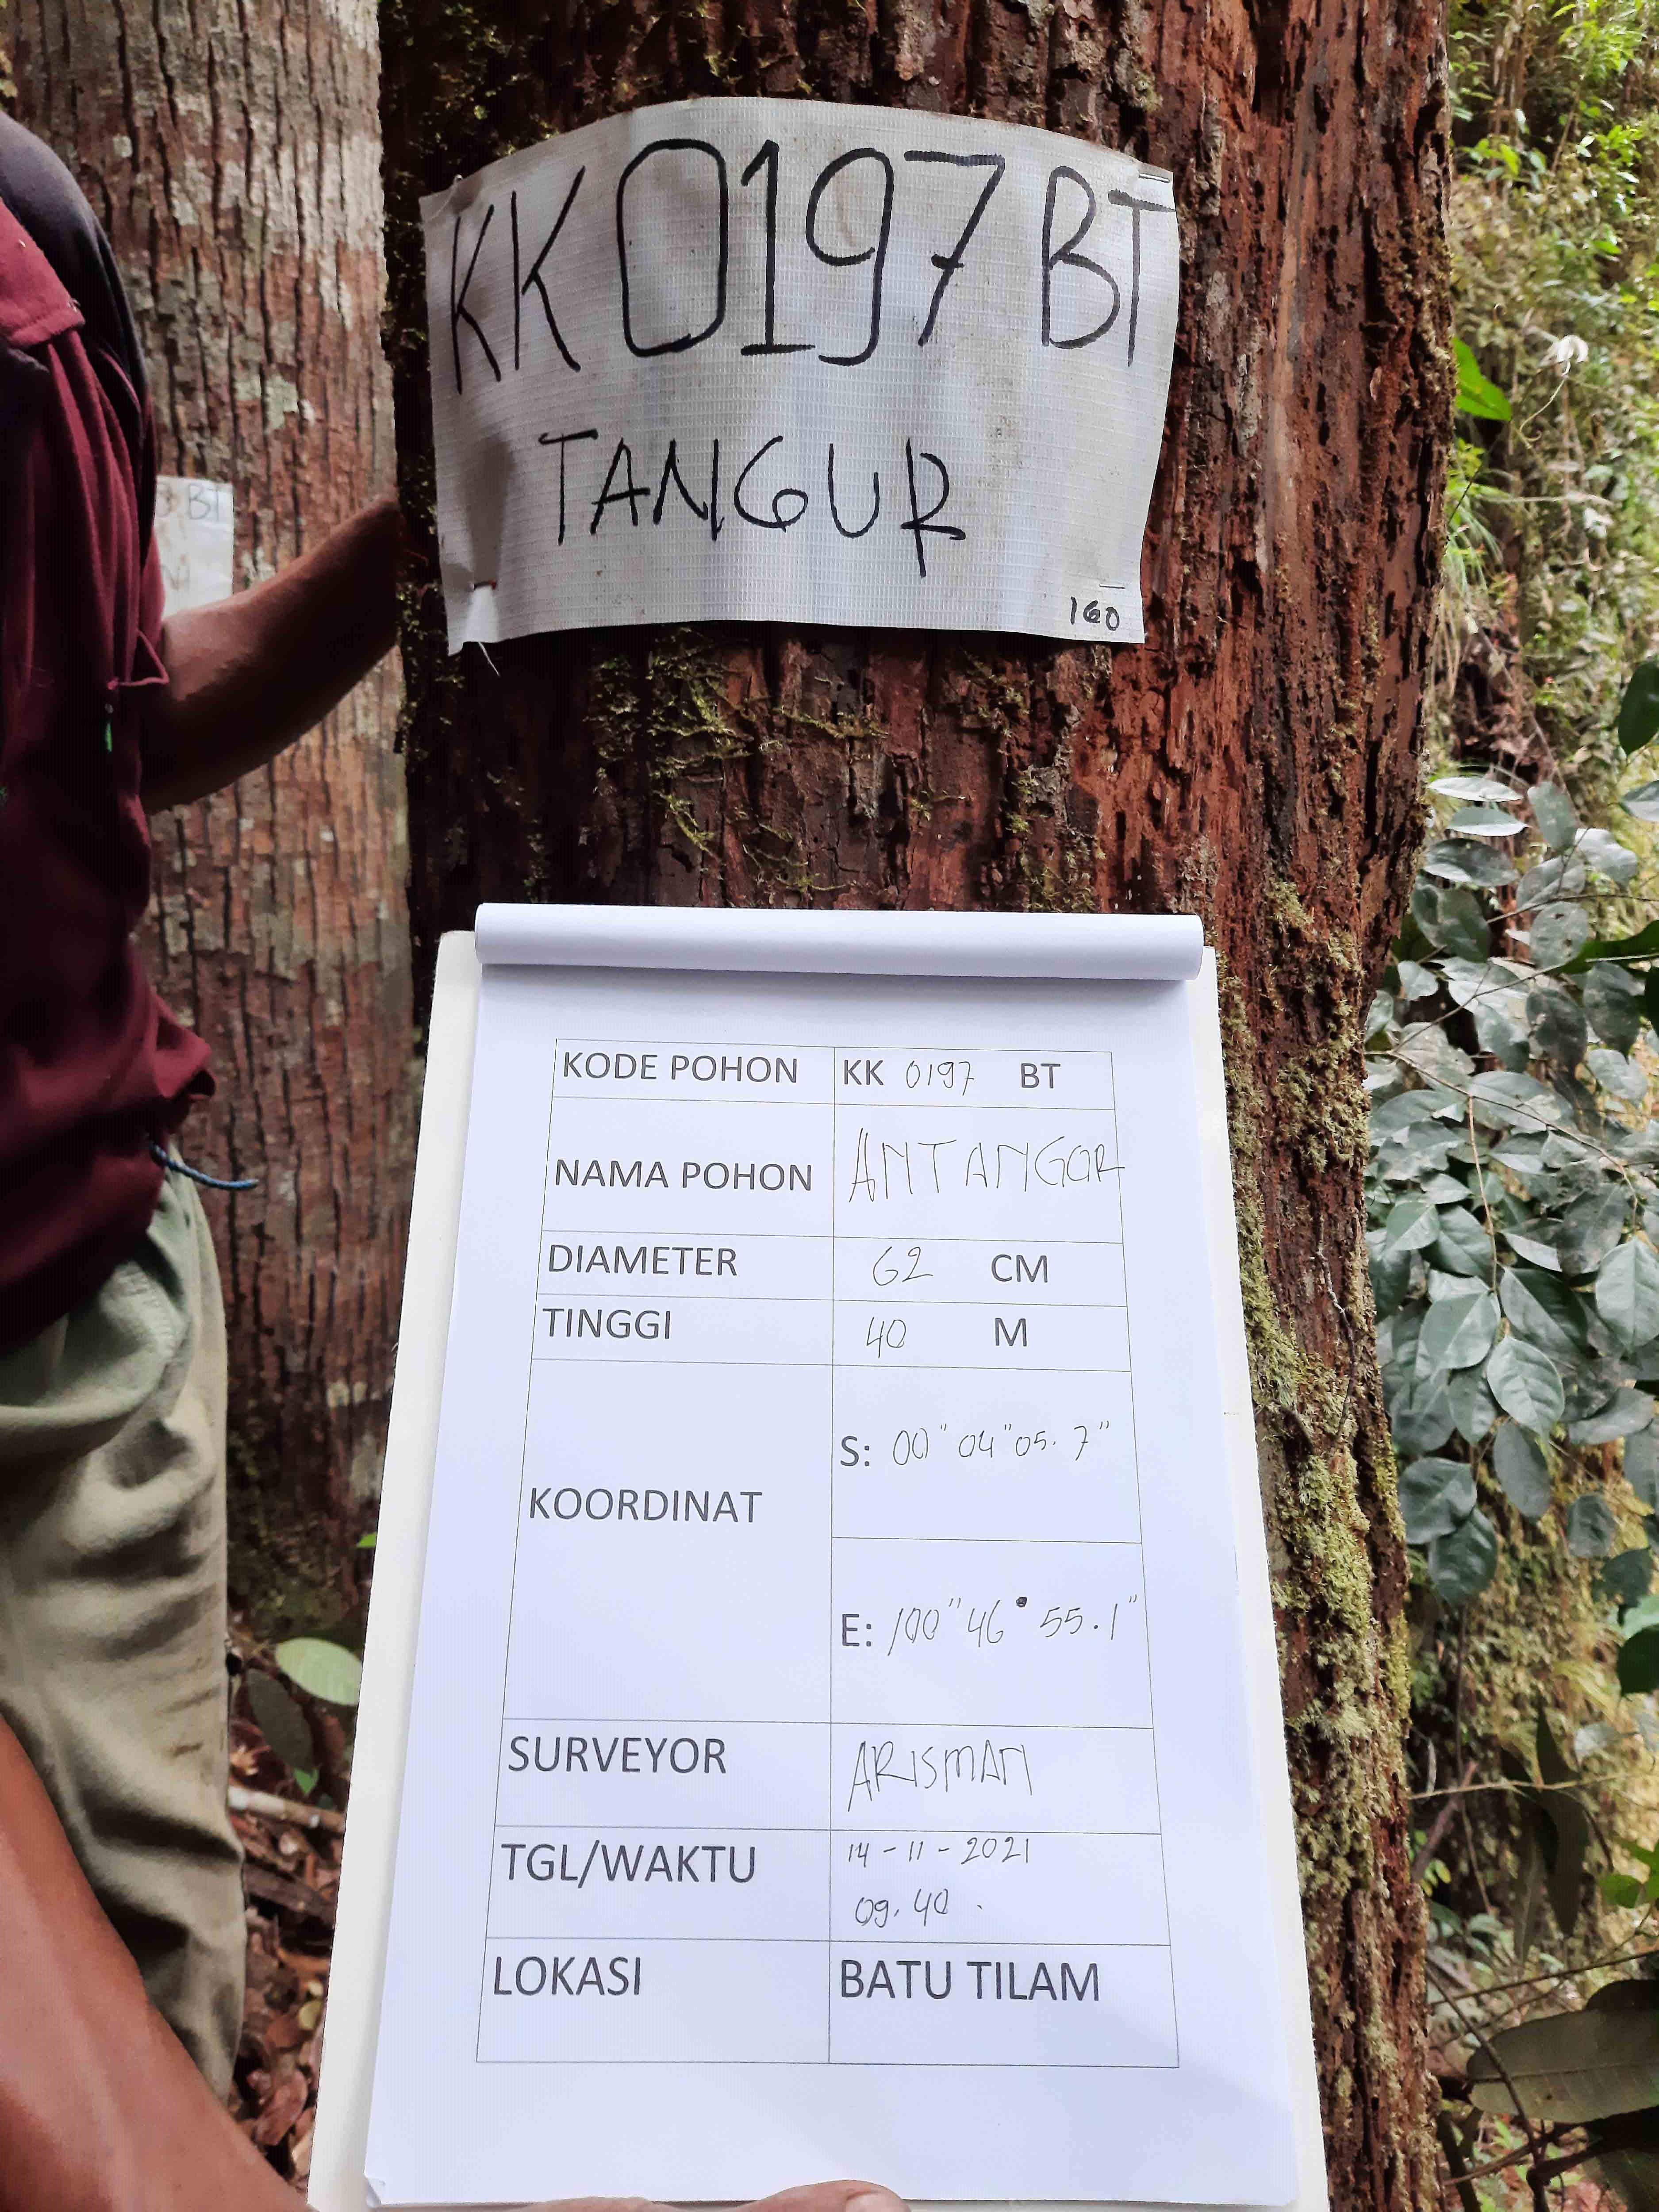 KK 0197 BT
TANGUR
160
BT
KODE POHON KK 0197 BT
NAMA POHON ANTANGOR
DIAMETER 62 CM
TINGGI 40 M
KOORDINAT
S: 00" 04" 05.7"
E: 100" 46° 55.1"
SURVEYOR ARISMAN
TGL/WAKTU 14-11-2021
09.40.
LOKASI BATU TILAM